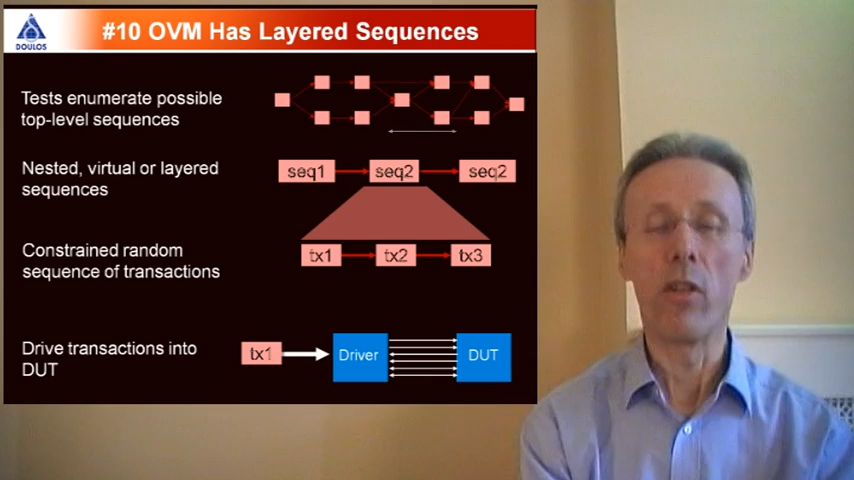 DOULOS
#10 OVM Has Layered Sequences
Tests enumerate possible
top-level sequences
Nested, virtual or layered
sequences
seq1
seq2
seq2
Constrained random
sequence of transactions
tx1
tx2
tx3
Drive transactions into
DUT
tx1
Driver
DUT